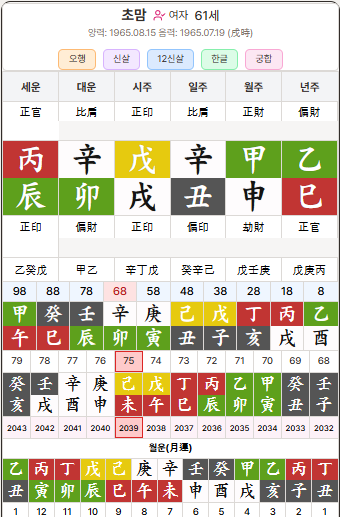 초맘 여자 61세
양력: 1965.08.15 음력: 1965.07.19 (戌時)
오행 신살 12신살 한글 궁합
세운 대운 시주 일주 월주 년주
正官 比肩 正印 比肩 正財 偏財
丙 辛 戊 辛 甲 乙
辰 卯 戌 丑 申 巳
正印 偏財 正印 偏印 劫財 正官
乙癸戊 甲乙 辛丁戊 癸辛己 戊壬庚 戊庚丙
98 88 78 68 58 48 38 28 18 8
甲 癸 壬 辛 庚 己 戊 丁 丙 乙
午 巳 辰 卯 寅 丑 子 亥 戌 酉
79 78 77 76 75 74 73 72 71 70 69 68
癸 壬 辛 庚 己 戊 丁 丙 乙 甲 癸 壬
亥 戌 酉 申 未 午 巳 辰 卯 寅 丑 子
2043 2042 2041 2040 2039 2038 2037 2036 2035 2034 2033 2032
월운(月運)
乙 丙 丁 戊 己 庚 辛 壬 癸 甲 乙 丙 丁
丑 寅 卯 辰 巳 午 未 申 酉 戌 亥 子 丑
1 12 11 10 9 8 7 6 5 4 3 2 1